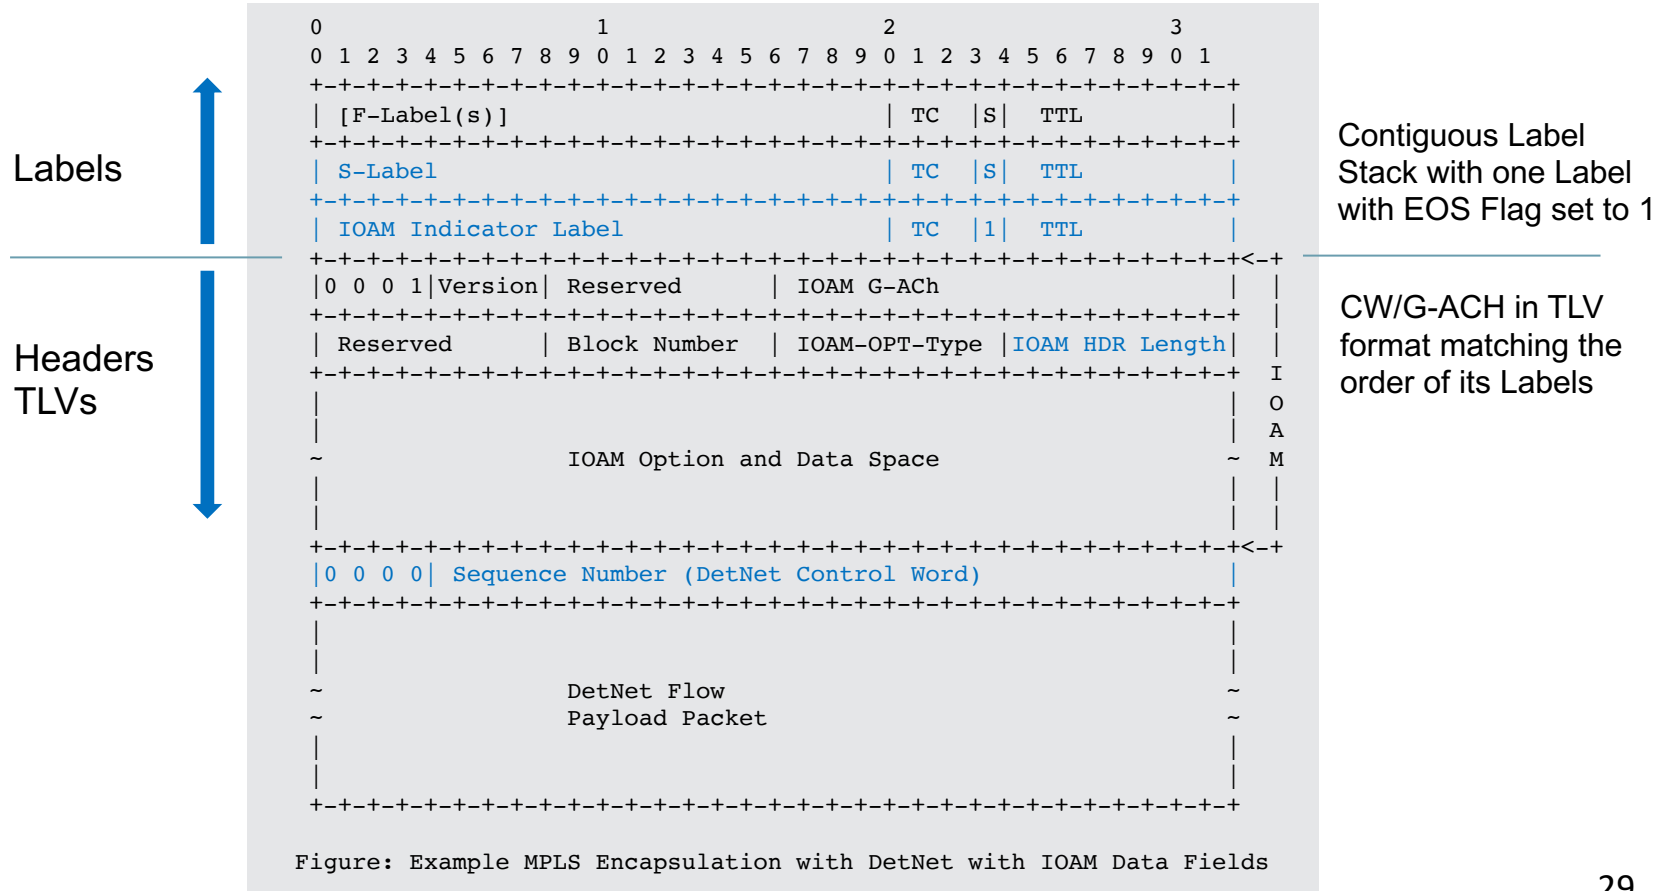 0                   1                   2                   3
 0 1 2 3 4 5 6 7 8 9 0 1 2 3 4 5 6 7 8 9 0 1 2 3 4 5 6 7 8 9 0 1
+-+-+-+-+-+-+-+-+-+-+-+-+-+-+-+-+-+-+-+-+-+-+-+-+-+-+-+-+-+-+-+-+
| [F-Label(s)]                          | TC  |S|  TTL          |
+-+-+-+-+-+-+-+-+-+-+-+-+-+-+-+-+-+-+-+-+-+-+-+-+-+-+-+-+-+-+-+-+
| S-Label                               | TC  |S|  TTL          |
+-+-+-+-+-+-+-+-+-+-+-+-+-+-+-+-+-+-+-+-+-+-+-+-+-+-+-+-+-+-+-+-+
| IOAM Indicator Label                  | TC  |1|  TTL          |
+-+-+-+-+-+-+-+-+-+-+-+-+-+-+-+-+-+-+-+-+-+-+-+-+-+-+-+-+-+-+-+-+<-+
|0 0 0 1|Version| Reserved      | IOAM G-ACh                    |  |
+-+-+-+-+-+-+-+-+-+-+-+-+-+-+-+-+-+-+-+-+-+-+-+-+-+-+-+-+-+-+-+-+  |
| Reserved      | Block Number  | IOAM-OPT-Type |IOAM HDR Length|  |
+-+-+-+-+-+-+-+-+-+-+-+-+-+-+-+-+-+-+-+-+-+-+-+-+-+-+-+-+-+-+-+-+  I
|                                                               |  O
|                                                               |  A
~                 IOAM Option and Data Space                    ~  M
|                                                               |  |
|                                                               |  |
+-+-+-+-+-+-+-+-+-+-+-+-+-+-+-+-+-+-+-+-+-+-+-+-+-+-+-+-+-+-+-+-+<-+
|0 0 0 0| Sequence Number (DetNet Control Word)                 |
+-+-+-+-+-+-+-+-+-+-+-+-+-+-+-+-+-+-+-+-+-+-+-+-+-+-+-+-+-+-+-+-+
|                                                               |
|                                                               |
~                 DetNet Flow                                   ~
~                 Payload Packet                                ~
|                                                               |
|                                                               |
+-+-+-+-+-+-+-+-+-+-+-+-+-+-+-+-+-+-+-+-+-+-+-+-+-+-+-+-+-+-+-+-+
Figure: Example MPLS Encapsulation with DetNet with IOAM Data Fields
Labels
Headers
TLVs
Contiguous Label
Stack with one Label
with EOS Flag set to 1
CW/G-ACH in TLV
format matching the
order of its Labels
29